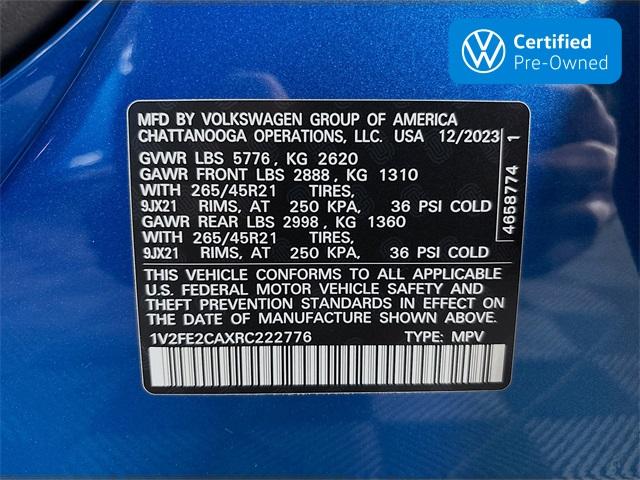 Certified
Pre-Owned
MFD BY VOLKSWAGEN GROUP OF AMERICA
CHATTANOOGA OPERATIONS, LLC. USA 12/2023
GVWR LBS 5776, KG 2620
GAWR FRONT LBS 2888, KG 1310
WITH 265/45R21 TIRES,
9JX21 RIMS, AT 250 KPA, 36 PSI COLD
GAWR REAR LBS 2998, KG 1360
WITH 265/45R21 TIRES,
9JX21 RIMS, AT 250 KPA, 36 PSI COLD
THIS VEHICLE CONFORMS TO ALL APPLICABLE
U.S. FEDERAL MOTOR VEHICLE SAFETY AND
THEFT PREVENTION STANDARDS IN EFFECT ON
THE DATE OF MANUFACTURE SHOWN ABOVE.
1V2FE2CAXRC222776 TYPE: MPV
4658774 1